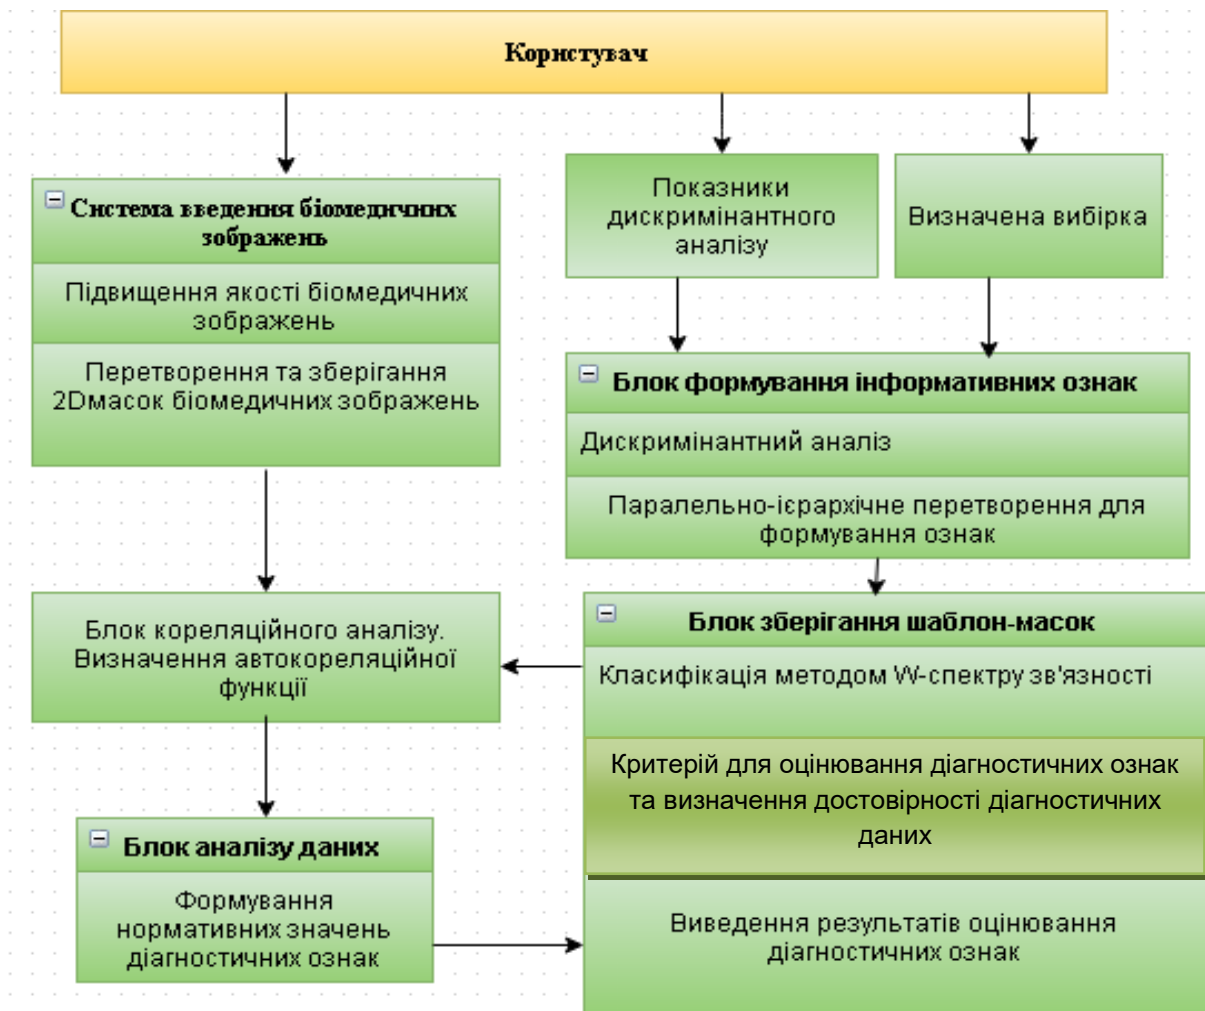 Користувач
Система введення біомедичних
зображень
Підвищення якості біомедичних
зображень
Перетворення та зберігання
2Dмасок біомедичних зображень
Показники
дискримінантного
аналізу
Визначена вибірка
Блок формування інформативних ознак
Дискримінантний аналіз
Паралельно-ієрархічне перетворення для
формування ознак
Блок кореляційного аналізу.
Визначення автокореляційної
функції
Блок зберігання шаблон-масок
Класифікація методом W-спектру зв'язності
Критерій для оцінювання діагностичних ознак
та визначення достовірності діагностичних
даних
Виведення результатів оцінювання
діагностичних ознак
Блок аналізу даних
Формування
нормативних значень
діагностичних ознак